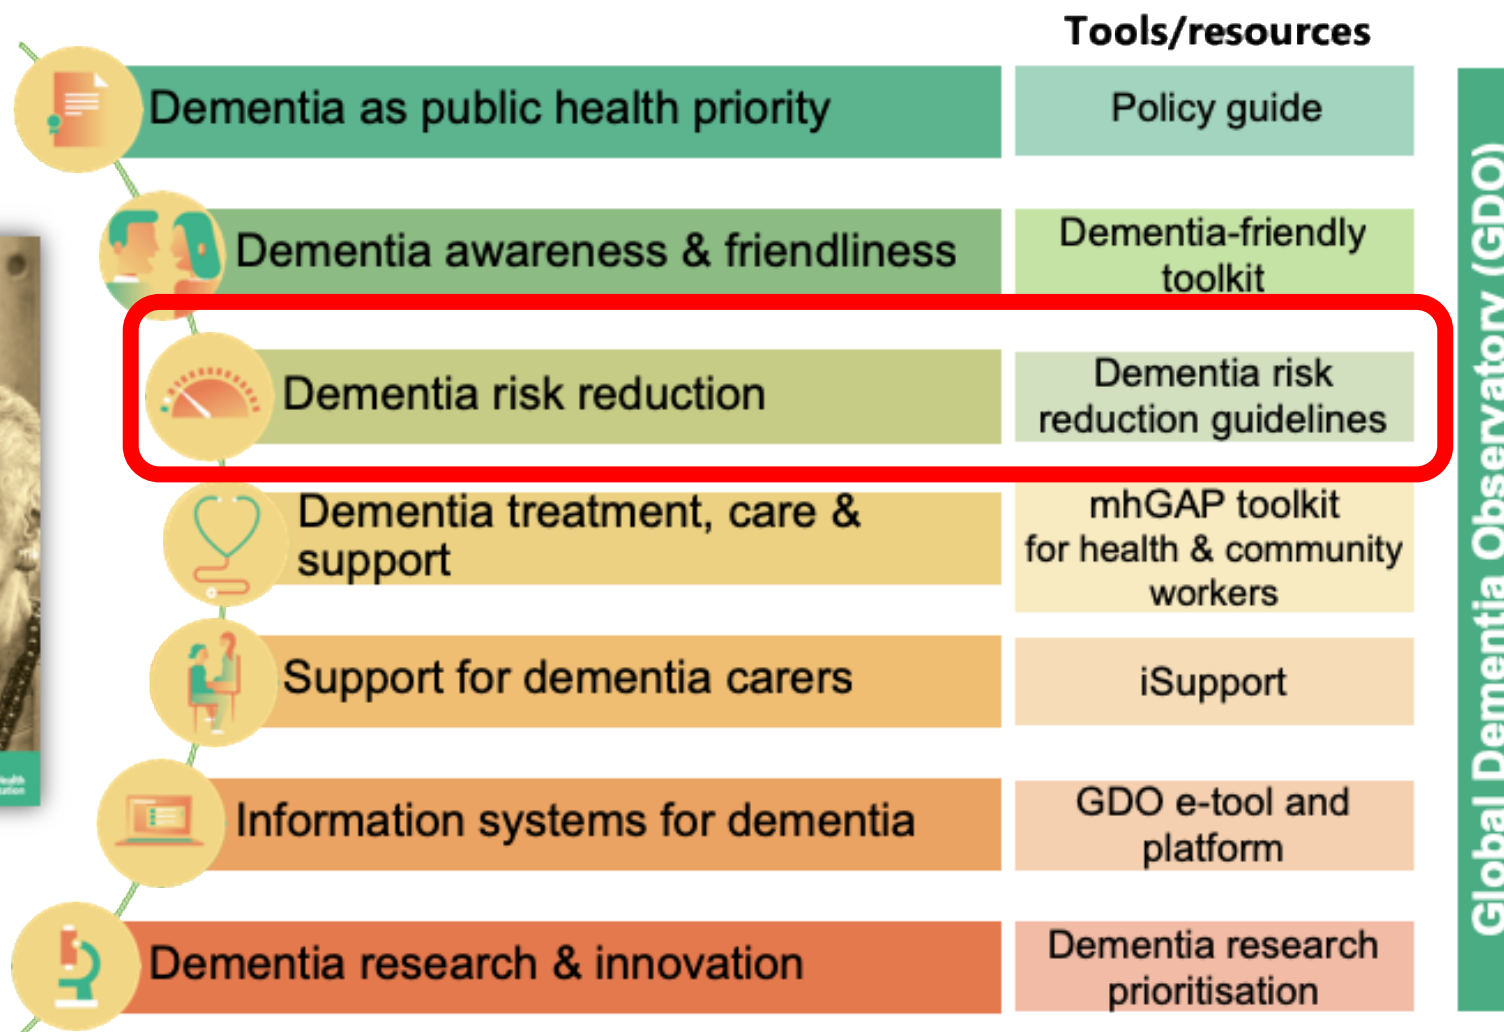 Tools/resources
Dementia as public health priority
Policy guide
Dementia awareness & friendliness
Dementia-friendly
toolkit
Dementia risk reduction
Dementia risk
reduction guidelines
Dementia treatment, care &
support
mhGAP toolkit
for health & community
workers
Support for dementia carers
iSupport
Information systems for dementia
GDO e-tool and
platform
Dementia research & innovation
Dementia research
prioritisation
Global Dementia Observatory (GDO)